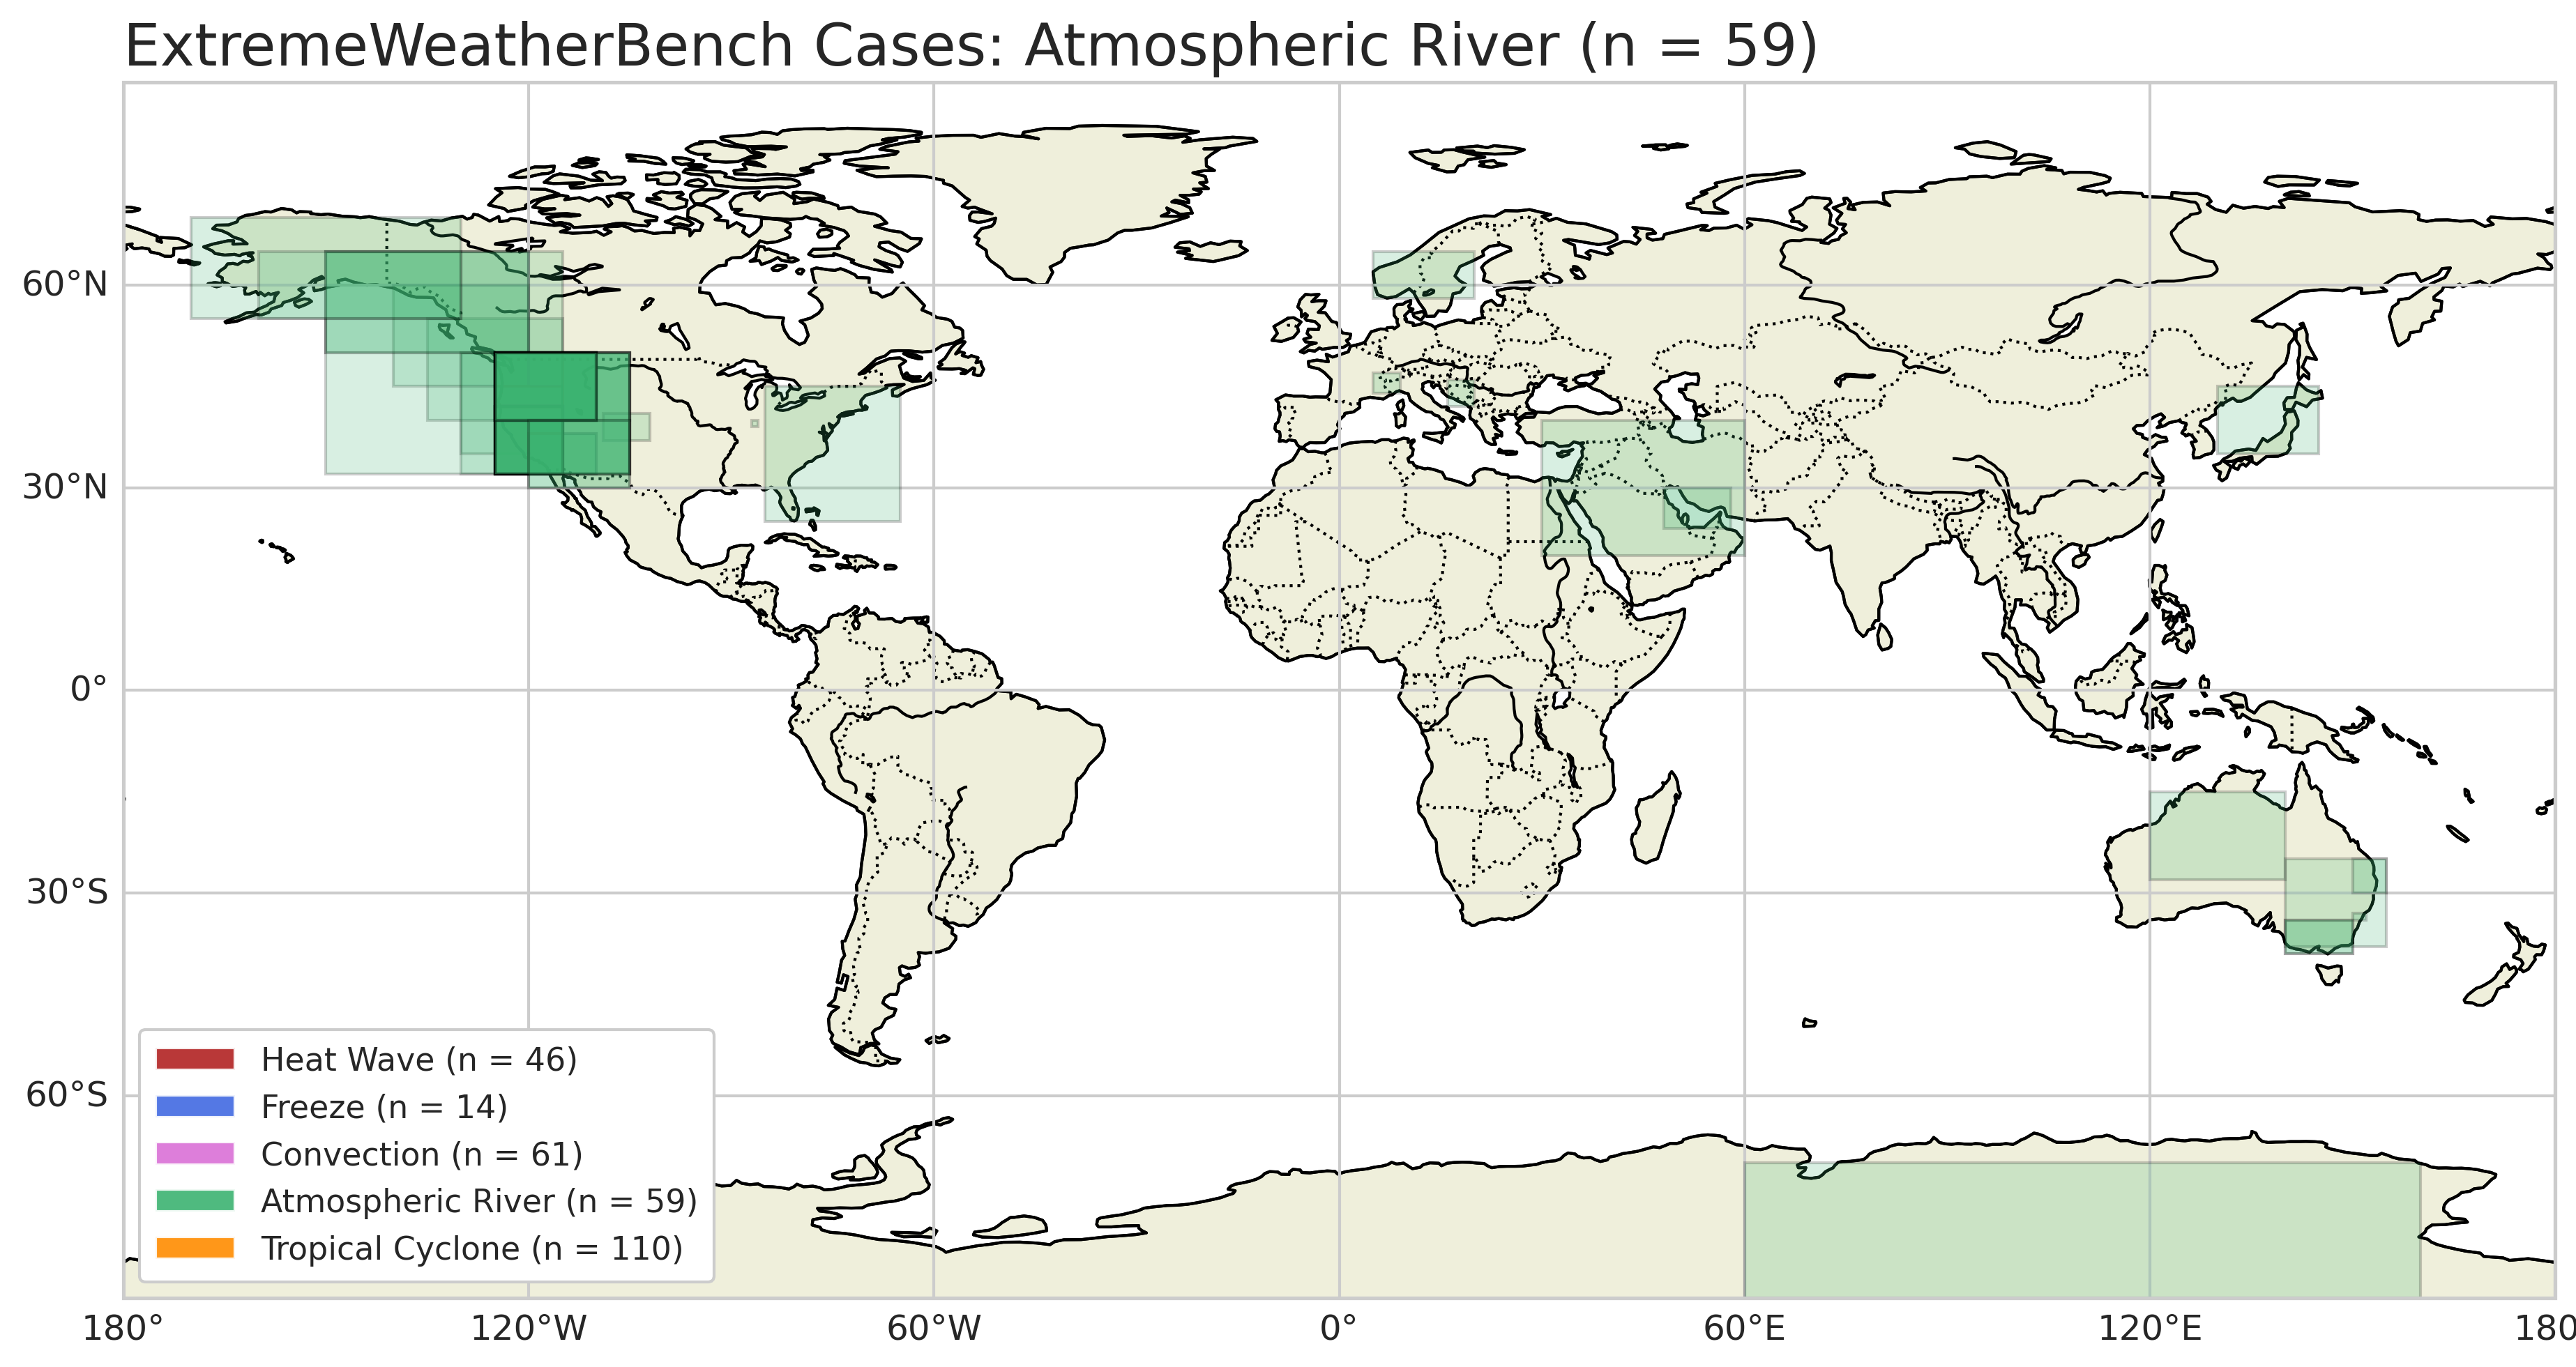 ExtremeWeatherBench Cases: Atmospheric River (n = 59)
60°N
30°N
0°
30°S
60°S
Heat Wave (n = 46)
Freeze (n = 14)
Convection (n = 61)
Atmospheric River (n = 59)
Tropical Cyclone (n = 110)
180° 120°W 60°W 0° 60°E 120°E 180